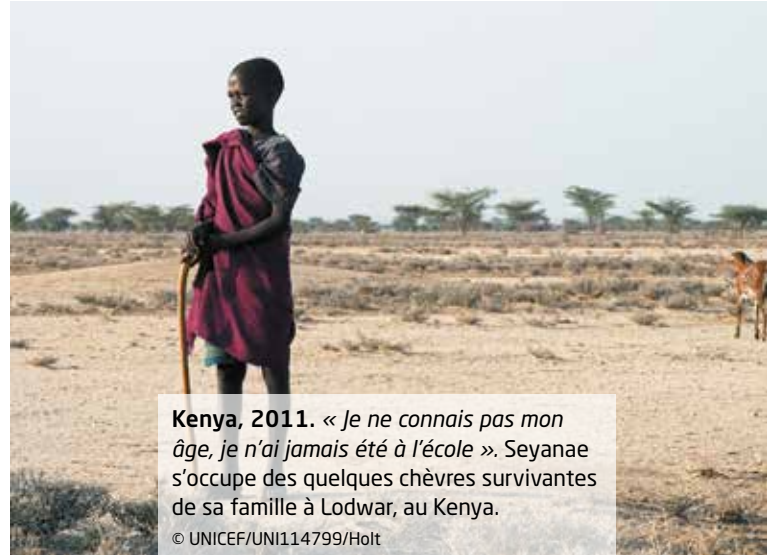 Kenya, 2011. « Je ne connais pas mon
âge, je n'ai jamais été à l'école ». Seyanae
s’occupe des quelques chèvres survivantes
de sa famille à Lodwar, au Kenya.
© UNICEF/UNI114799/Holt